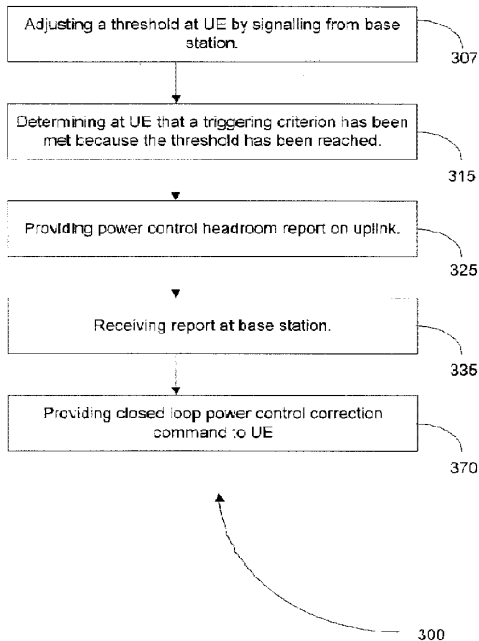 Adjusting a threshold at UE by signalling from base
station.
307
Determining at UE that a triggering criterion has been
met because the threshold has been reached.
315
Providing power control headroom report on uplink.
325
Receiving report at base station.
335
Providing closed loop power control correction
command to UE
370
300